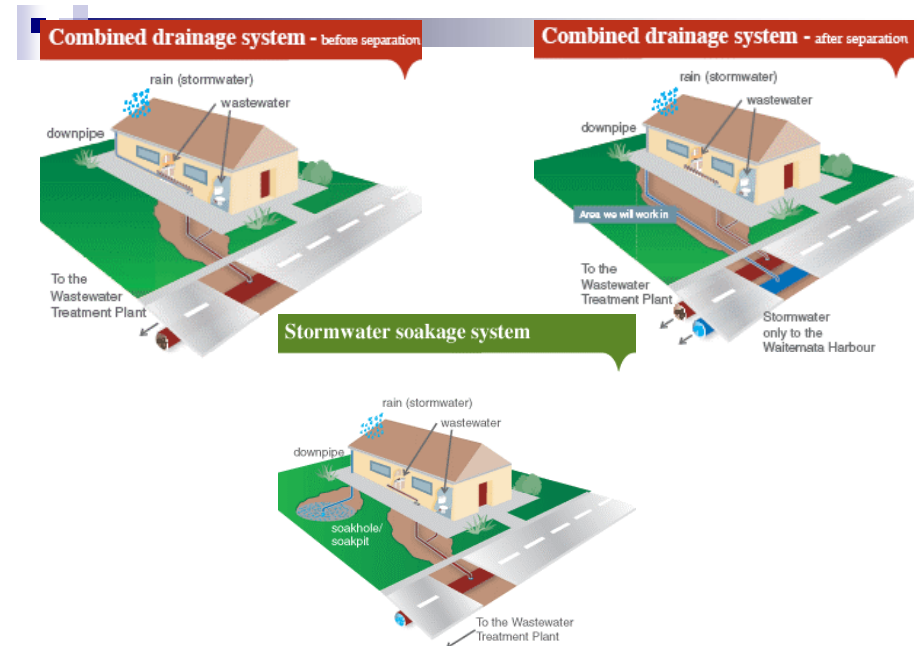 Combined drainage system - before separation
rain (stormwater)
wastewater
downpipe
To the
Wastewater
Treatment Plant
Combined drainage system - after separation
rain (stormwater)
wastewater
downpipe
Area we will work in
To the
Wastewater
Treatment Plant
Stormwater
only to the
Waitemata Harbour
Stormwater soakage system
rain (stormwater)
wastewater
downpipe
soakhole/
soakpit
To the Wastewater
Treatment Plant